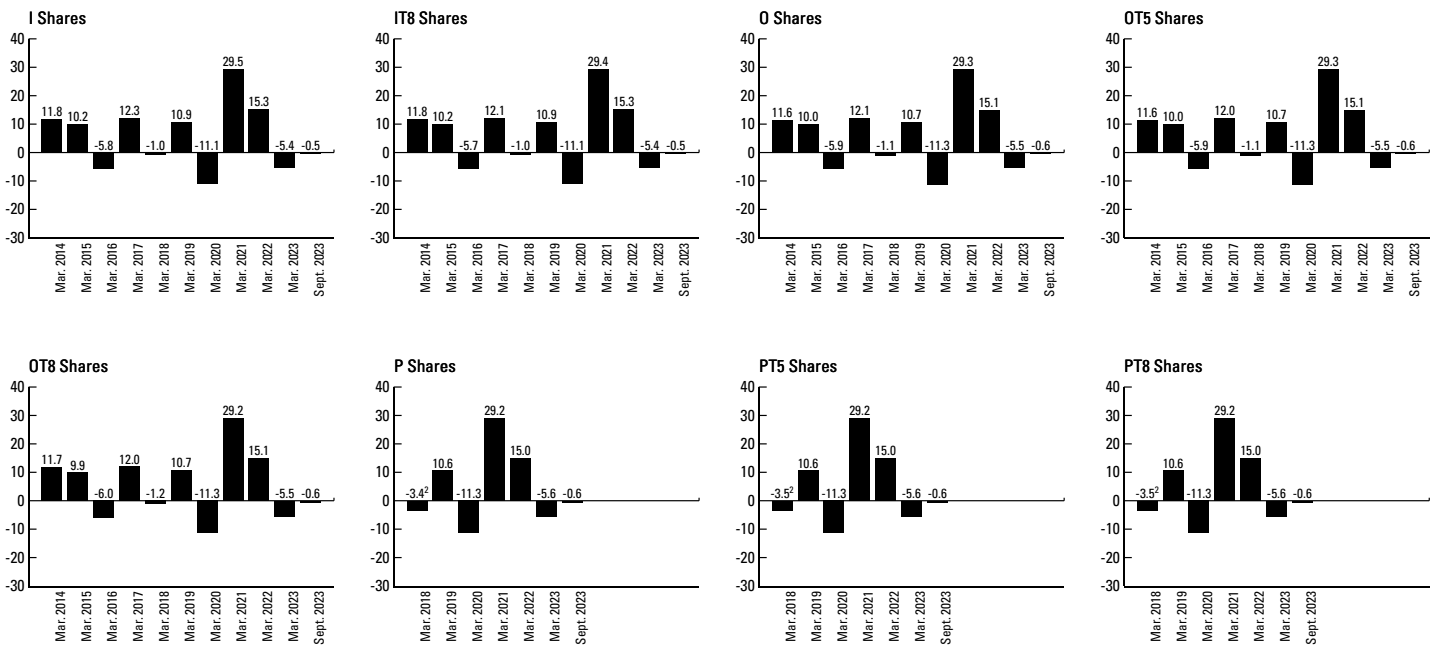 I Shares
40
30
20
10
0
-10
-20
-30
11.8
10.2
-5.8
12.3
-1.0
10.9
-11.1
29.5
15.3
-5.4
-0.5
Mar. 2014
Mar. 2015
Mar. 2016
Mar. 2017
Mar. 2018
Mar. 2019
Mar. 2020
Mar. 2021
Mar. 2022
Mar. 2023
Sept. 2023
IT8 Shares
40
30
20
10
0
-10
-20
-30
11.8
10.2
-5.7
12.1
-1.0
10.9
-11.1
29.4
15.3
-5.4
-0.5
Mar. 2014
Mar. 2015
Mar. 2016
Mar. 2017
Mar. 2018
Mar. 2019
Mar. 2020
Mar. 2021
Mar. 2022
Mar. 2023
Sept. 2023
O Shares
40
30
20
10
0
-10
-20
-30
11.6
10.0
-5.9
12.1
-1.1
10.7
-11.3
29.3
15.1
-5.5
-0.6
Mar. 2014
Mar. 2015
Mar. 2016
Mar. 2017
Mar. 2018
Mar. 2019
Mar. 2020
Mar. 2021
Mar. 2022
Mar. 2023
Sept. 2023
OT5 Shares
40
30
20
10
0
-10
-20
-30
11.6
10.0
-5.9
12.0
-1.1
10.7
-11.3
29.3
15.1
-5.5
-0.6
Mar. 2014
Mar. 2015
Mar. 2016
Mar. 2017
Mar. 2018
Mar. 2019
Mar. 2020
Mar. 2021
Mar. 2022
Mar. 2023
Sept. 2023
OT8 Shares
40
30
20
10
0
-10
-20
-30
11.7
9.9
-6.0
12.0
-1.2
10.7
-11.3
29.2
15.1
-5.5
-0.6
Mar. 2014
Mar. 2015
Mar. 2016
Mar. 2017
Mar. 2018
Mar. 2019
Mar. 2020
Mar. 2021
Mar. 2022
Mar. 2023
Sept. 2023
P Shares
40
30
20
10
0
-10
-20
-30
-3.4²
10.6
-11.3
29.2
15.0
-5.6
-0.6
Mar. 2018
Mar. 2019
Mar. 2020
Mar. 2021
Mar. 2022
Mar. 2023
Sept. 2023
PT5 Shares
40
30
20
10
0
-10
-20
-30
-3.5²
10.6
-11.3
29.2
15.0
-5.6
-0.6
Mar. 2018
Mar. 2019
Mar. 2020
Mar. 2021
Mar. 2022
Mar. 2023
Sept. 2023
PT8 Shares
40
30
20
10
0
-10
-20
-30
-3.5²
10.6
-11.3
29.2
15.0
-5.6
-0.6
Mar. 2018
Mar. 2019
Mar. 2020
Mar. 2021
Mar. 2022
Mar. 2023
Sept. 2023